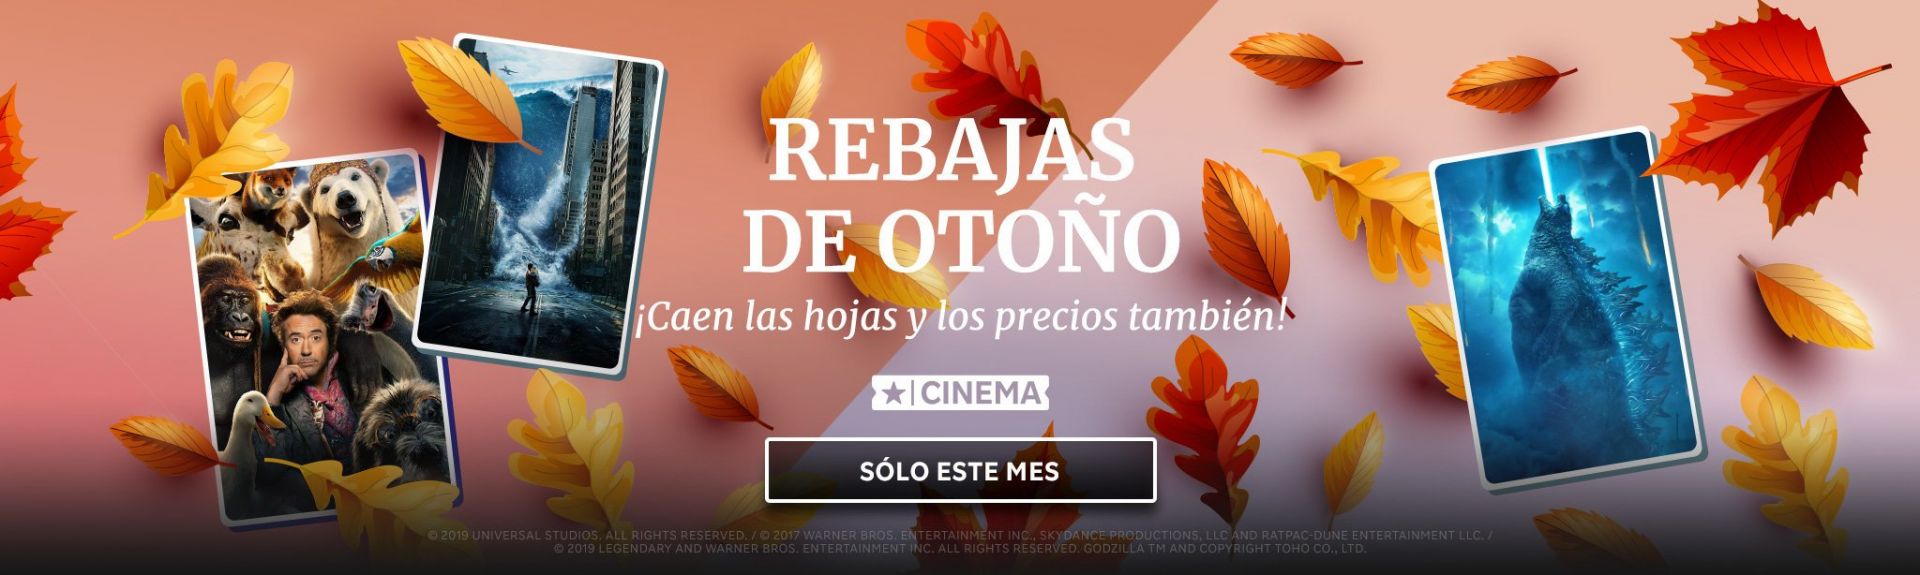 REBAJAS
DE OTOÑO
¡Caen las hojas y los precios también!
CINEMA
SÓLO ESTE MES
© 2019 UNIVERSAL STUDIOS. ALL RIGHTS RESERVED. / © 2017 WARNER BROS. ENTERTAINMENT INC., SKYDANCE PRODUCTIONS, LLC AND RATPAC-DUNE ENTERTAINMENT LLC. /
© 2019 LEGENDARY AND WARNER BROS. ENTERTAINMENT INC. ALL RIGHTS RESERVED. GODZILLA TM AND COPYRIGHT TOHO CO., LTD.